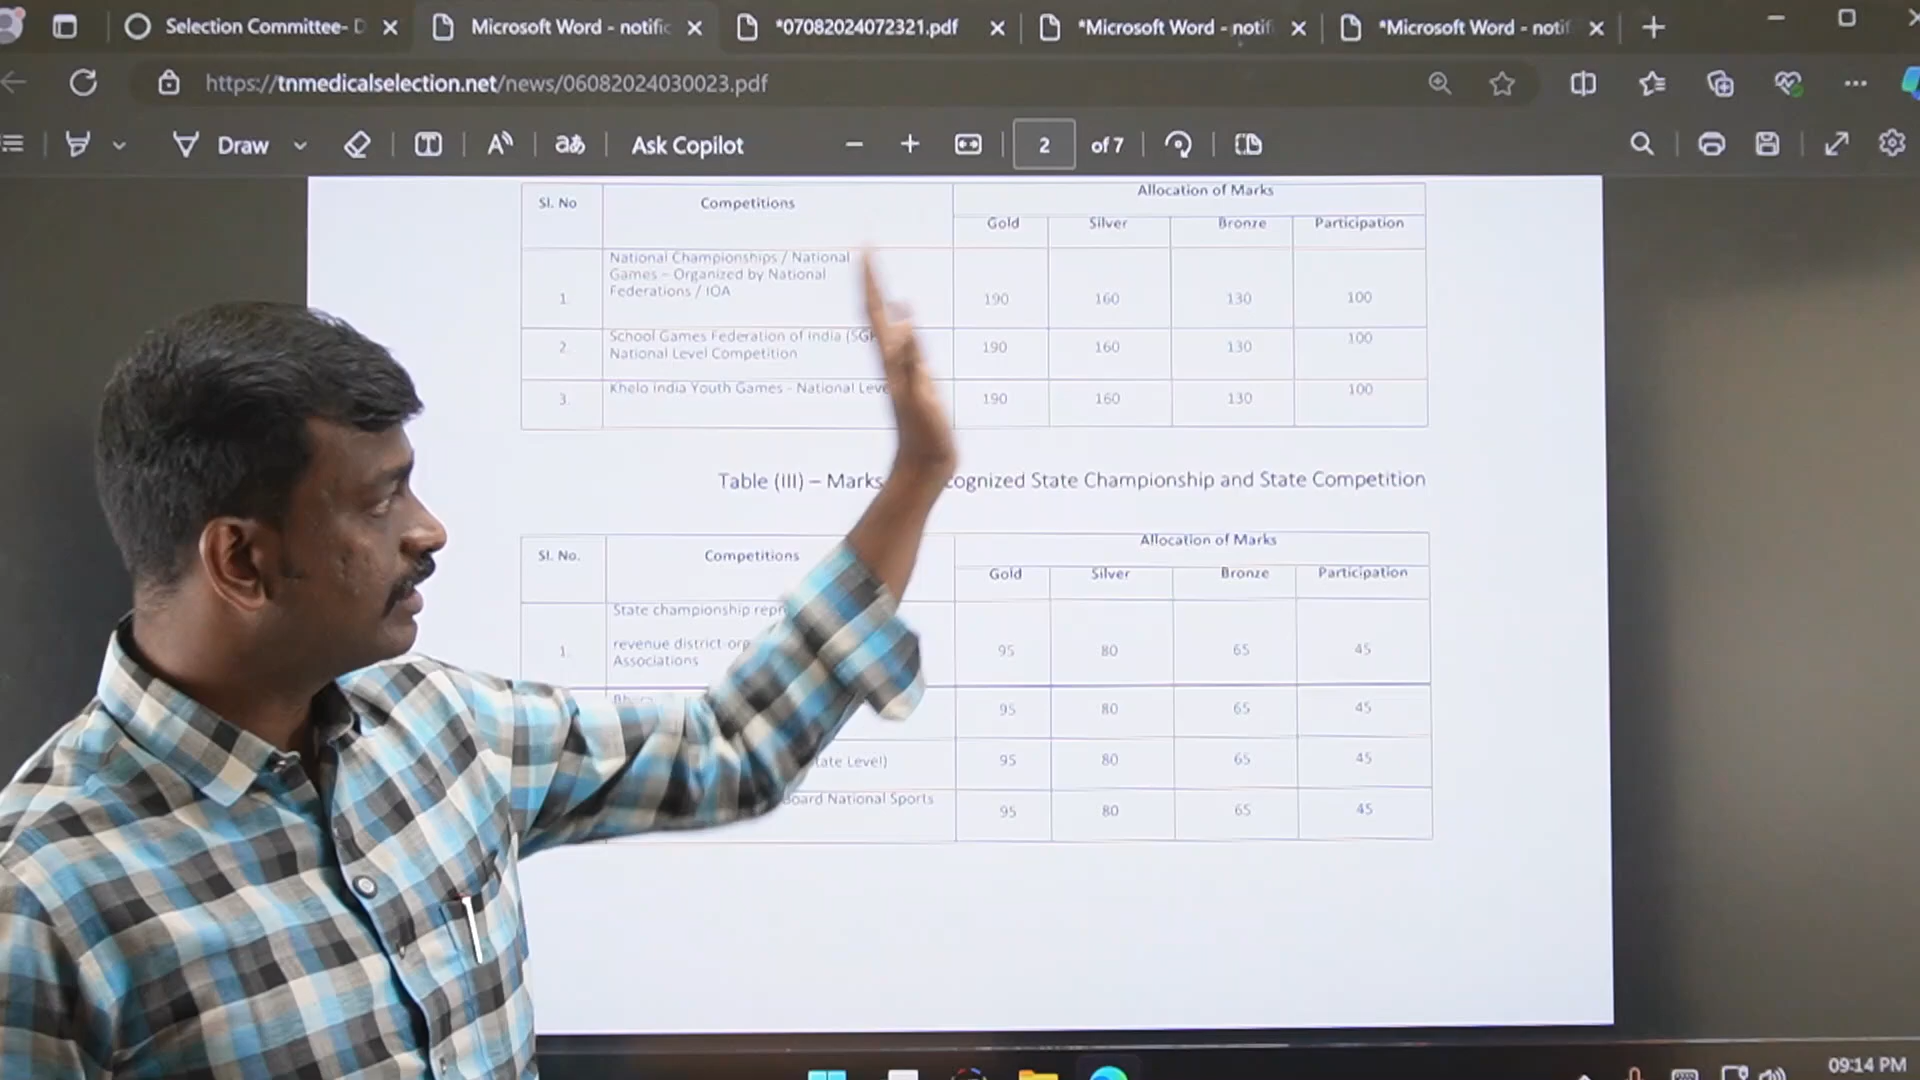 Selection Committee- D
Microsoft Word - notific
*07082024072321.pdf
*Microsoft Word - notif
*Microsoft Word - notif
https://tnmedicalselection.net/news/06082024030023.pdf
Draw
aあ
Ask Copilot
2 of 7
Sl. No Competitions Allocation of Marks
Gold Silver Bronze Participation
National Championships / National
Games – Organized by National
Federations / IOA
1. 190 160 130 100
School Games Federation of India (SGF
National Level Competition
2. 190 160 130 100
Khelo India Youth Games - National Leve
3. 190 160 130 100
Table (III) – Marks cognized State Championship and State Competition
Sl. No. Competitions Allocation of Marks
Gold Silver Bronze Participation
State championship repr
revenue district org
Associations
1. 95 80 65 45
95 80 65 45
tate Level) 95 80 65 45
Board National Sports
95 80 65 45
09:14 PM